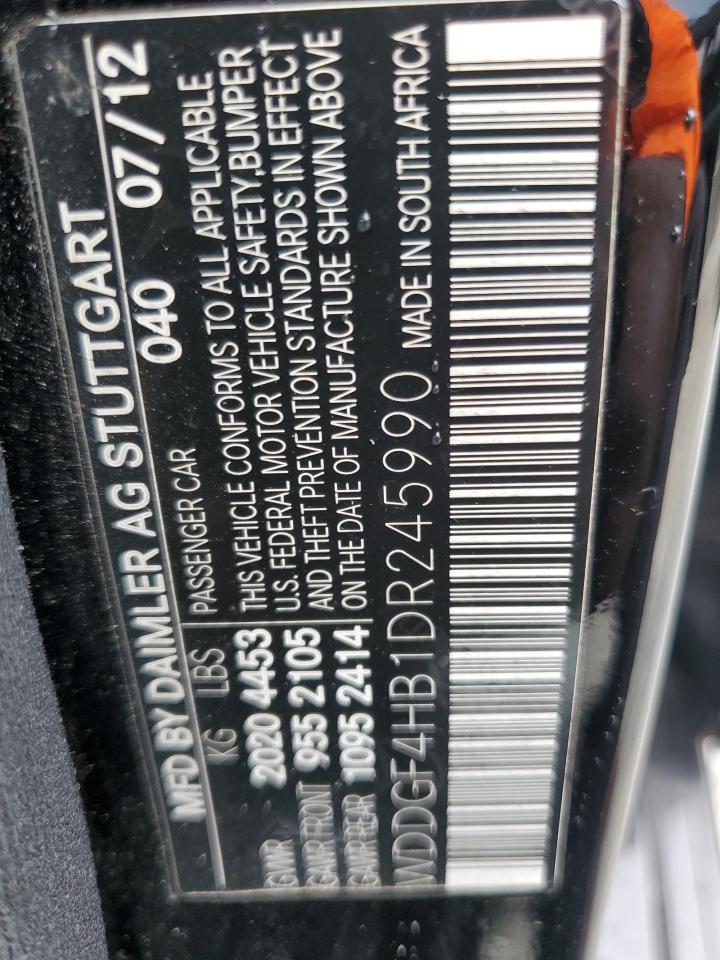 MFD BY DAIMLER AG STUTTGART
040 07/12
KG LBS PASSENGER CAR
GVWR 2020 4453 THIS VEHICLE CONFORMS TO ALL APPLICABLE
U.S. FEDERAL MOTOR VEHICLE SAFETY,BUMPER
GAWR FRONT 955 2105 AND THEFT PREVENTION STANDARDS IN EFFECT
GAWR REAR 1095 2414 ON THE DATE OF MANUFACTURE SHOWN ABOVE
WDDGF4HB1DR245990 MADE IN SOUTH AFRICA